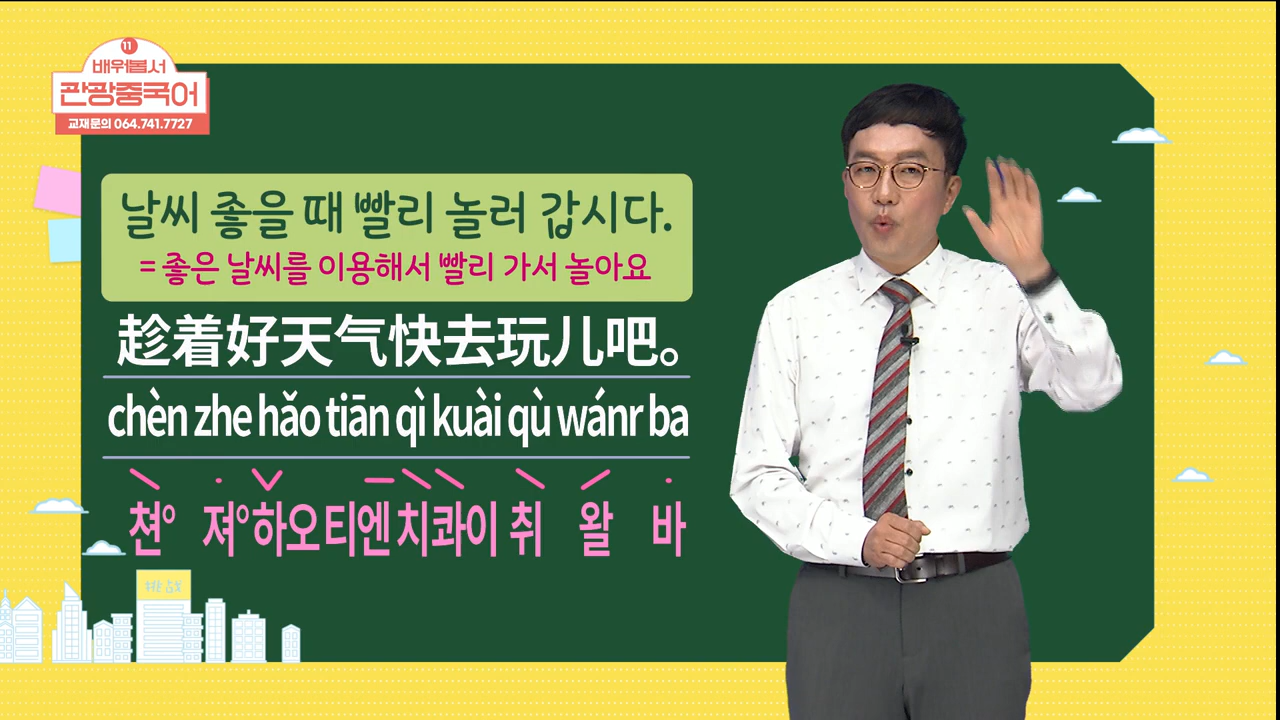 11
배워봅서
관광중국어
교재문의 064.741.7727
날씨 좋을 때 빨리 놀러 갑시다.
= 좋은 날씨를 이용해서 빨리 가서 놀아요
趁着好天气快去玩儿吧。
chèn zhe hǎo tiān qì kuài qù wánr ba
쳔° 져°하오티엔치콰이 취 왈 바
挑战